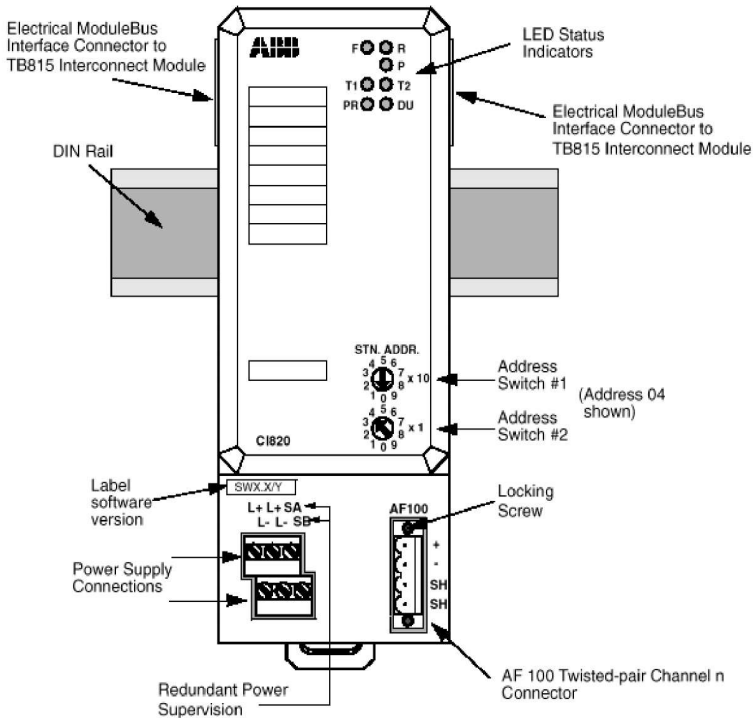 Electrical ModuleBus
Interface Connector to
TB815 Interconnect Module
DIN Rail
ABB
F R
P
T1 T2
PR DU
LED Status
Indicators
Electrical ModuleBus
Interface Connector to
TB815 Interconnect Module
STN. ADDR.
0 1 2 3 4 5 6 7 8 9
x 10
0 1 2 3 4 5 6 7 8 9
x 1
CI820
Address
Switch #1
(Address 04
shown)
Address
Switch #2
Label
software
version
SWX.X/Y
L+ L+ SA
L- L- SB
AF100
+
-
SH
SH
Locking
Screw
Power Supply
Connections
Redundant Power
Supervision
AF 100 Twisted-pair Channel n
Connector